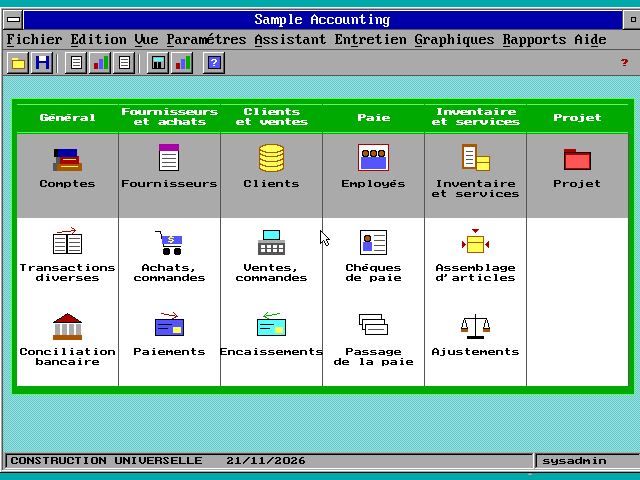 Sample Accounting
Fichier Edition Vue Paramétres Assistant Entretien Graphiques Rapports Aide
? ?
Général Fournisseurs et achats Clients et ventes Paie Inventaire et services Projet
Comptes Fournisseurs Clients Employés Inventaire et services Projet
$
Transactions diverses Achats, commandes Ventes, commandes Chéques de paie Assemblage d'articles
Conciliation bancaire Paiements Encaissements Passage de la paie Ajustements
CONSTRUCTION UNIVERSELLE 21/11/2026 sysadmin